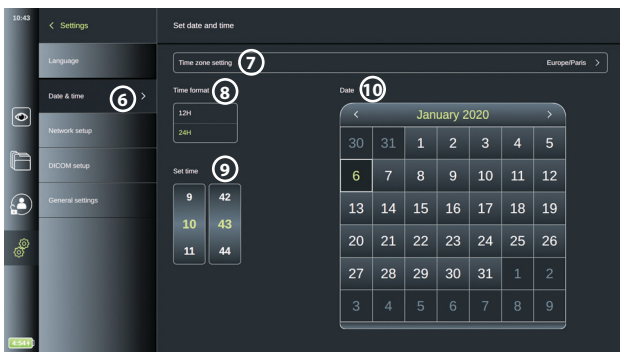 10:43
Settings
Set date and time
Language
Time zone setting
7
Europe/Paris
Date & time
6
Time format
8
Date
10
12H
24H
January 2020
Network setup
30 31 1 2 3 4 5
DICOM setup
Set time
9
6 7 8 9 10 11 12
General settings
9 42
10 43
11 44
13 14 15 16 17 18 19
20 21 22 23 24 25 26
27 28 29 30 31 1 2
3 4 5 6 7 8 9
4:54